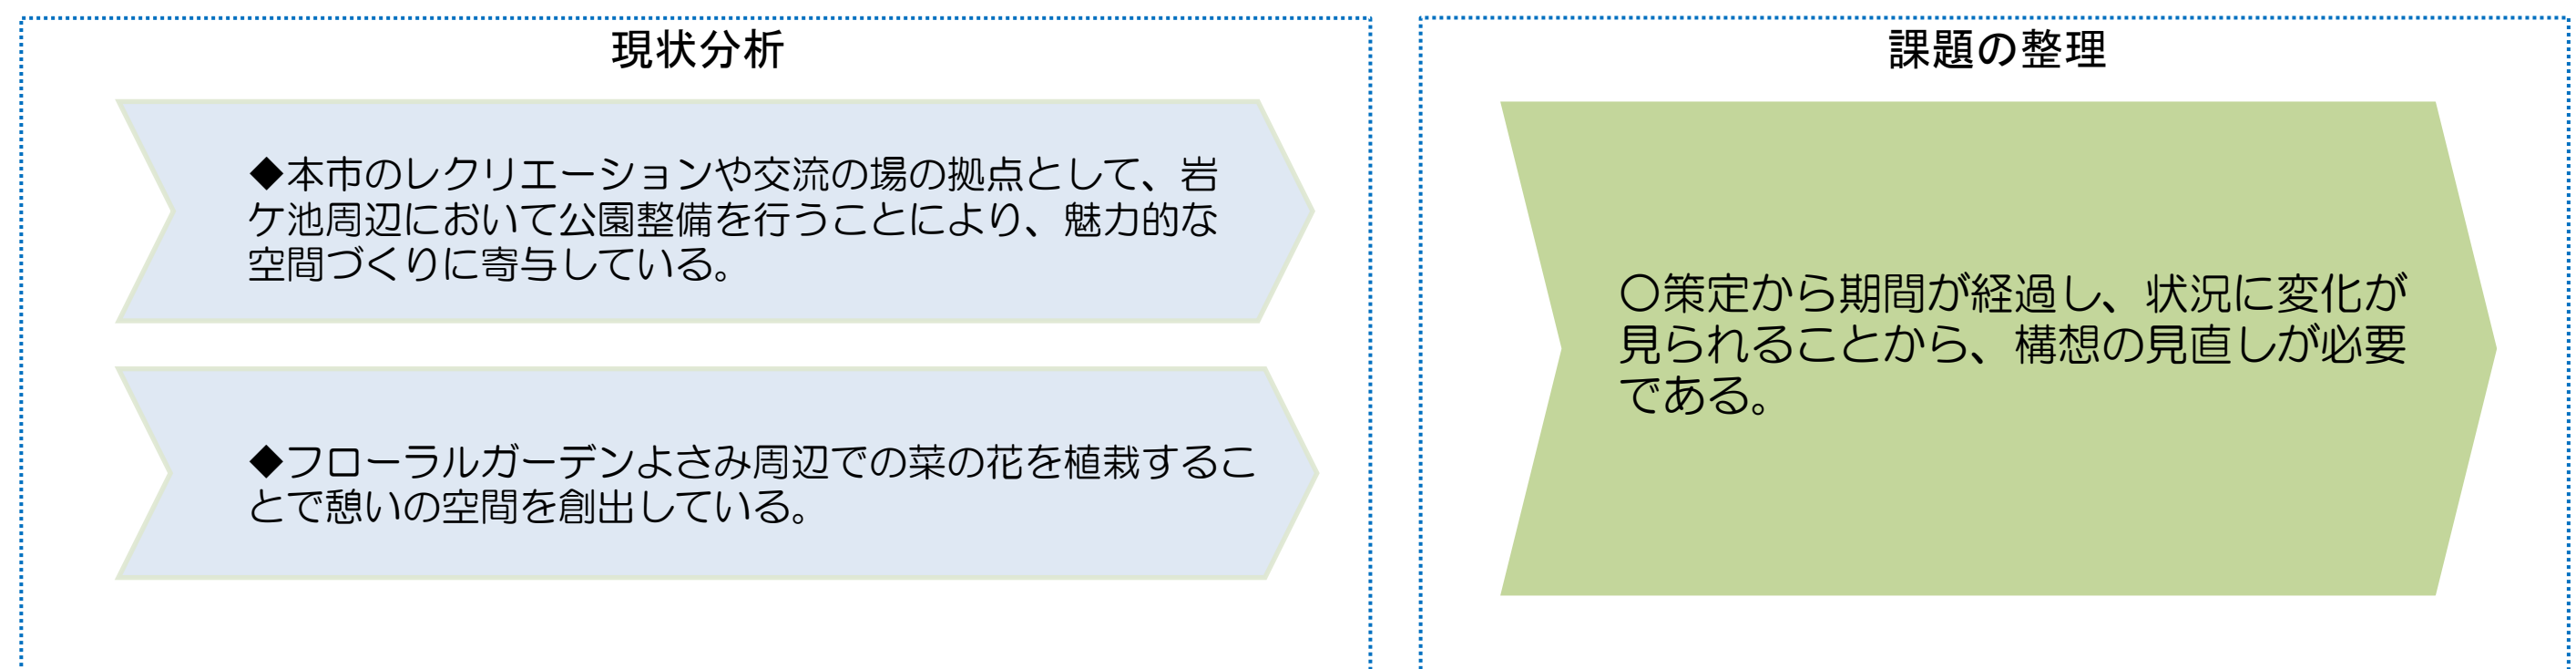 現状分析
◆本市のレクリエーションや交流の場の拠点として、岩
ケ池周辺において公園整備を行うことにより、魅力的な
空間づくりに寄与している。
◆フローラルガーデンよさみ周辺での菜の花を植栽するこ
とで憩いの空間を創出している。
課題の整理
○策定から期間が経過し、状況に変化が
見られることから、構想の見直しが必要
である。